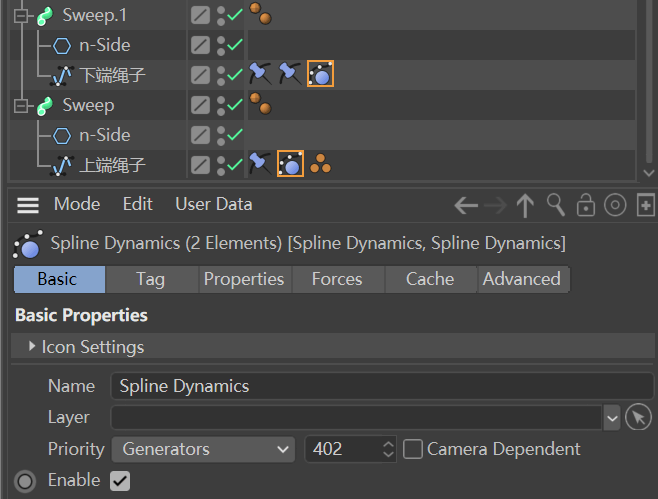 Sweep.1
n-Side
下端绳子
Sweep
n-Side
上端绳子
Mode Edit User Data
Spline Dynamics (2 Elements) [Spline Dynamics, Spline Dynamics]
Basic Tag Properties Forces Cache Advanced
Basic Properties
Icon Settings
Name Spline Dynamics
Layer
Priority Generators 402 Camera Dependent
Enable